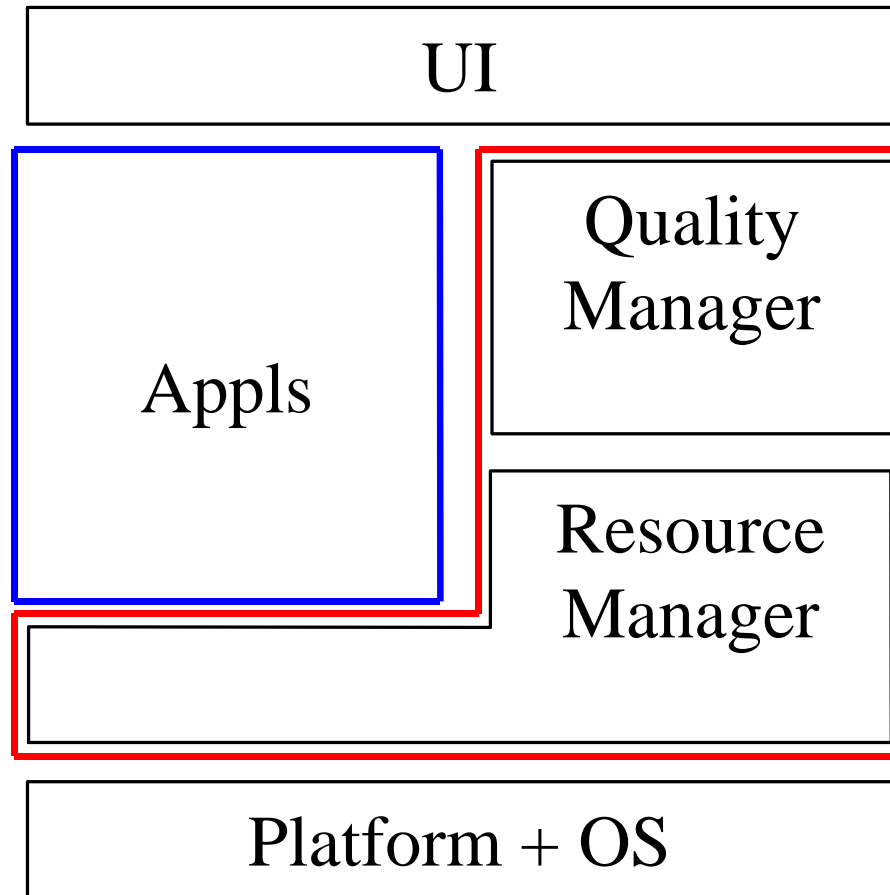 UI
Appls
Quality
Manager
Resource
Manager
Platform + OS